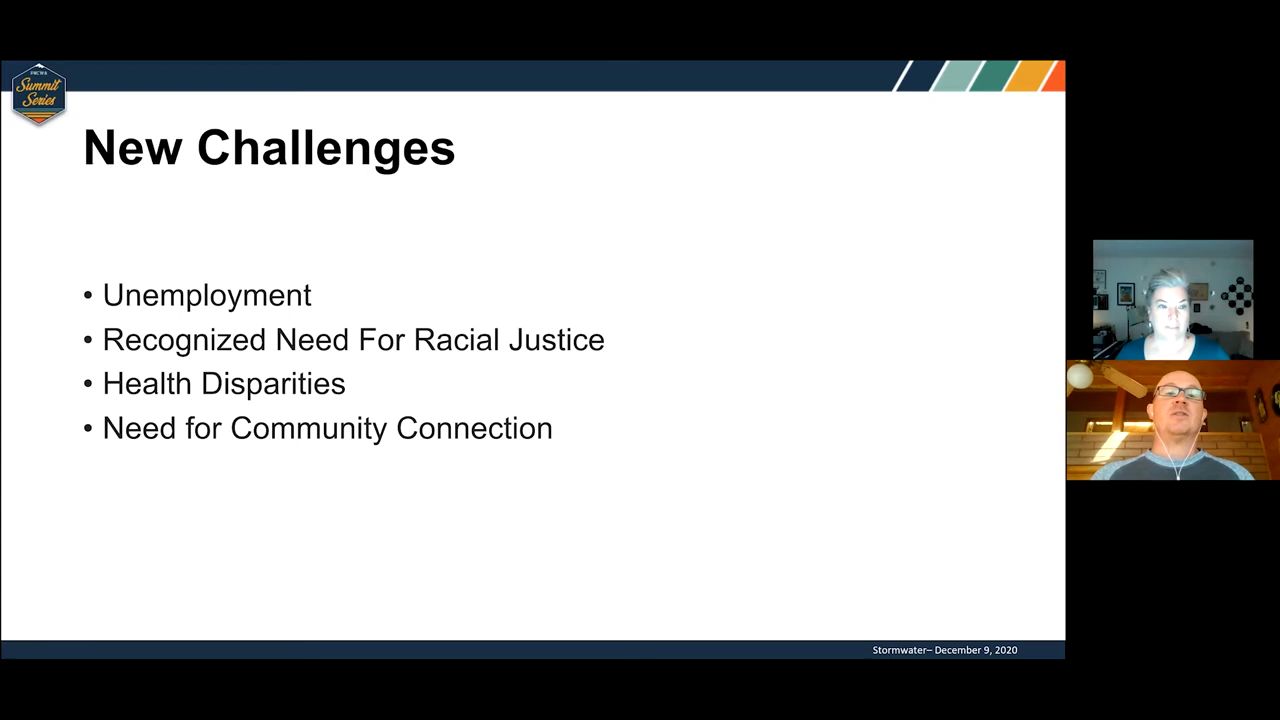 PNCWA
Summit
Series
New Challenges
• Unemployment
• Recognized Need For Racial Justice
• Health Disparities
• Need for Community Connection
Stormwater– December 9, 2020